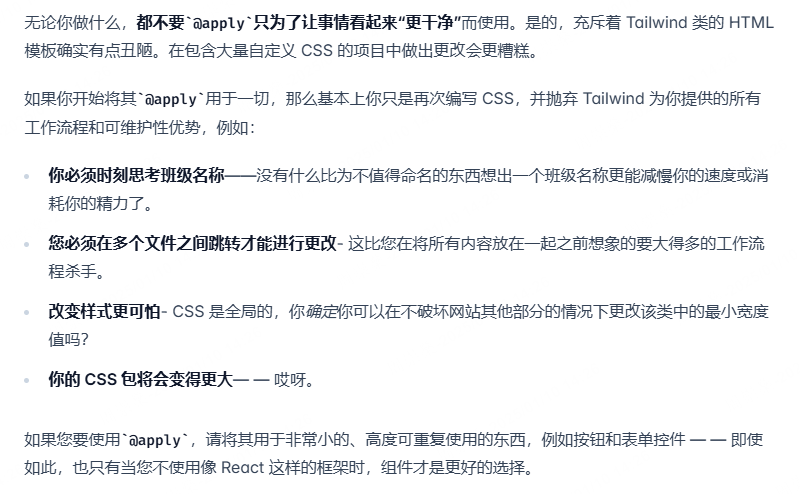 无论你做什么，都不要`@apply`只为了让事情看起来“更干净”而使用。是的，充斥着 Tailwind 类的 HTML
模板确实有点丑陋。在包含大量自定义 CSS 的项目中做出更改会更糟糕。
如果你开始将其`@apply`用于一切，那么基本上你只是再次编写 CSS，并抛弃 Tailwind 为你提供的所有
工作流程和可维护性优势，例如：
你必须时刻思考班级名称——没有什么比为不值得命名的东西想出一个班级名称更能减慢你的速度或消
耗你的精力了。
您必须在多个文件之间跳转才能进行更改- 这比您在将所有内容放在一起之前想象的要大得多的工作流
程杀手。
改变样式更可怕- CSS 是全局的，你确定你可以在不破坏网站其他部分的情况下更改该类中的最小宽度
值吗？
你的 CSS 包将会变得更大— — 哎呀。
如果您要使用`@apply`，请将其用于非常小的、高度可重复使用的东西，例如按钮和表单控件 — — 即使
如此，也只有当您不使用像 React 这样的框架时，组件才是更好的选择。